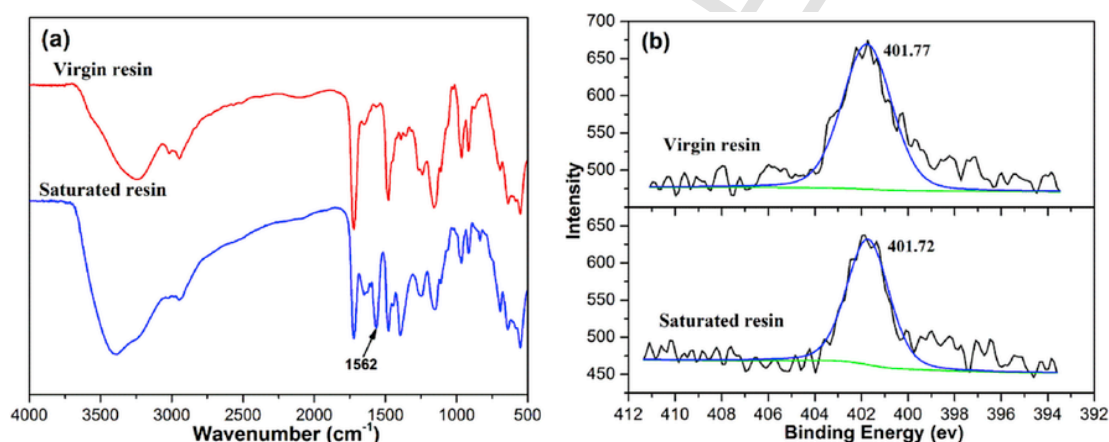 (a)
Virgin resin
Saturated resin
1562
4000 3500 3000 2500 2000 1500 1000 500
Wavenumber (cm-1)
(b)
700
650
600
550
500
401.77
Virgin resin
Intensity
650
600
550
500
450
401.72
Saturated resin
412 410 408 406 404 402 400 398 396 394 392
Binding Energy (ev)